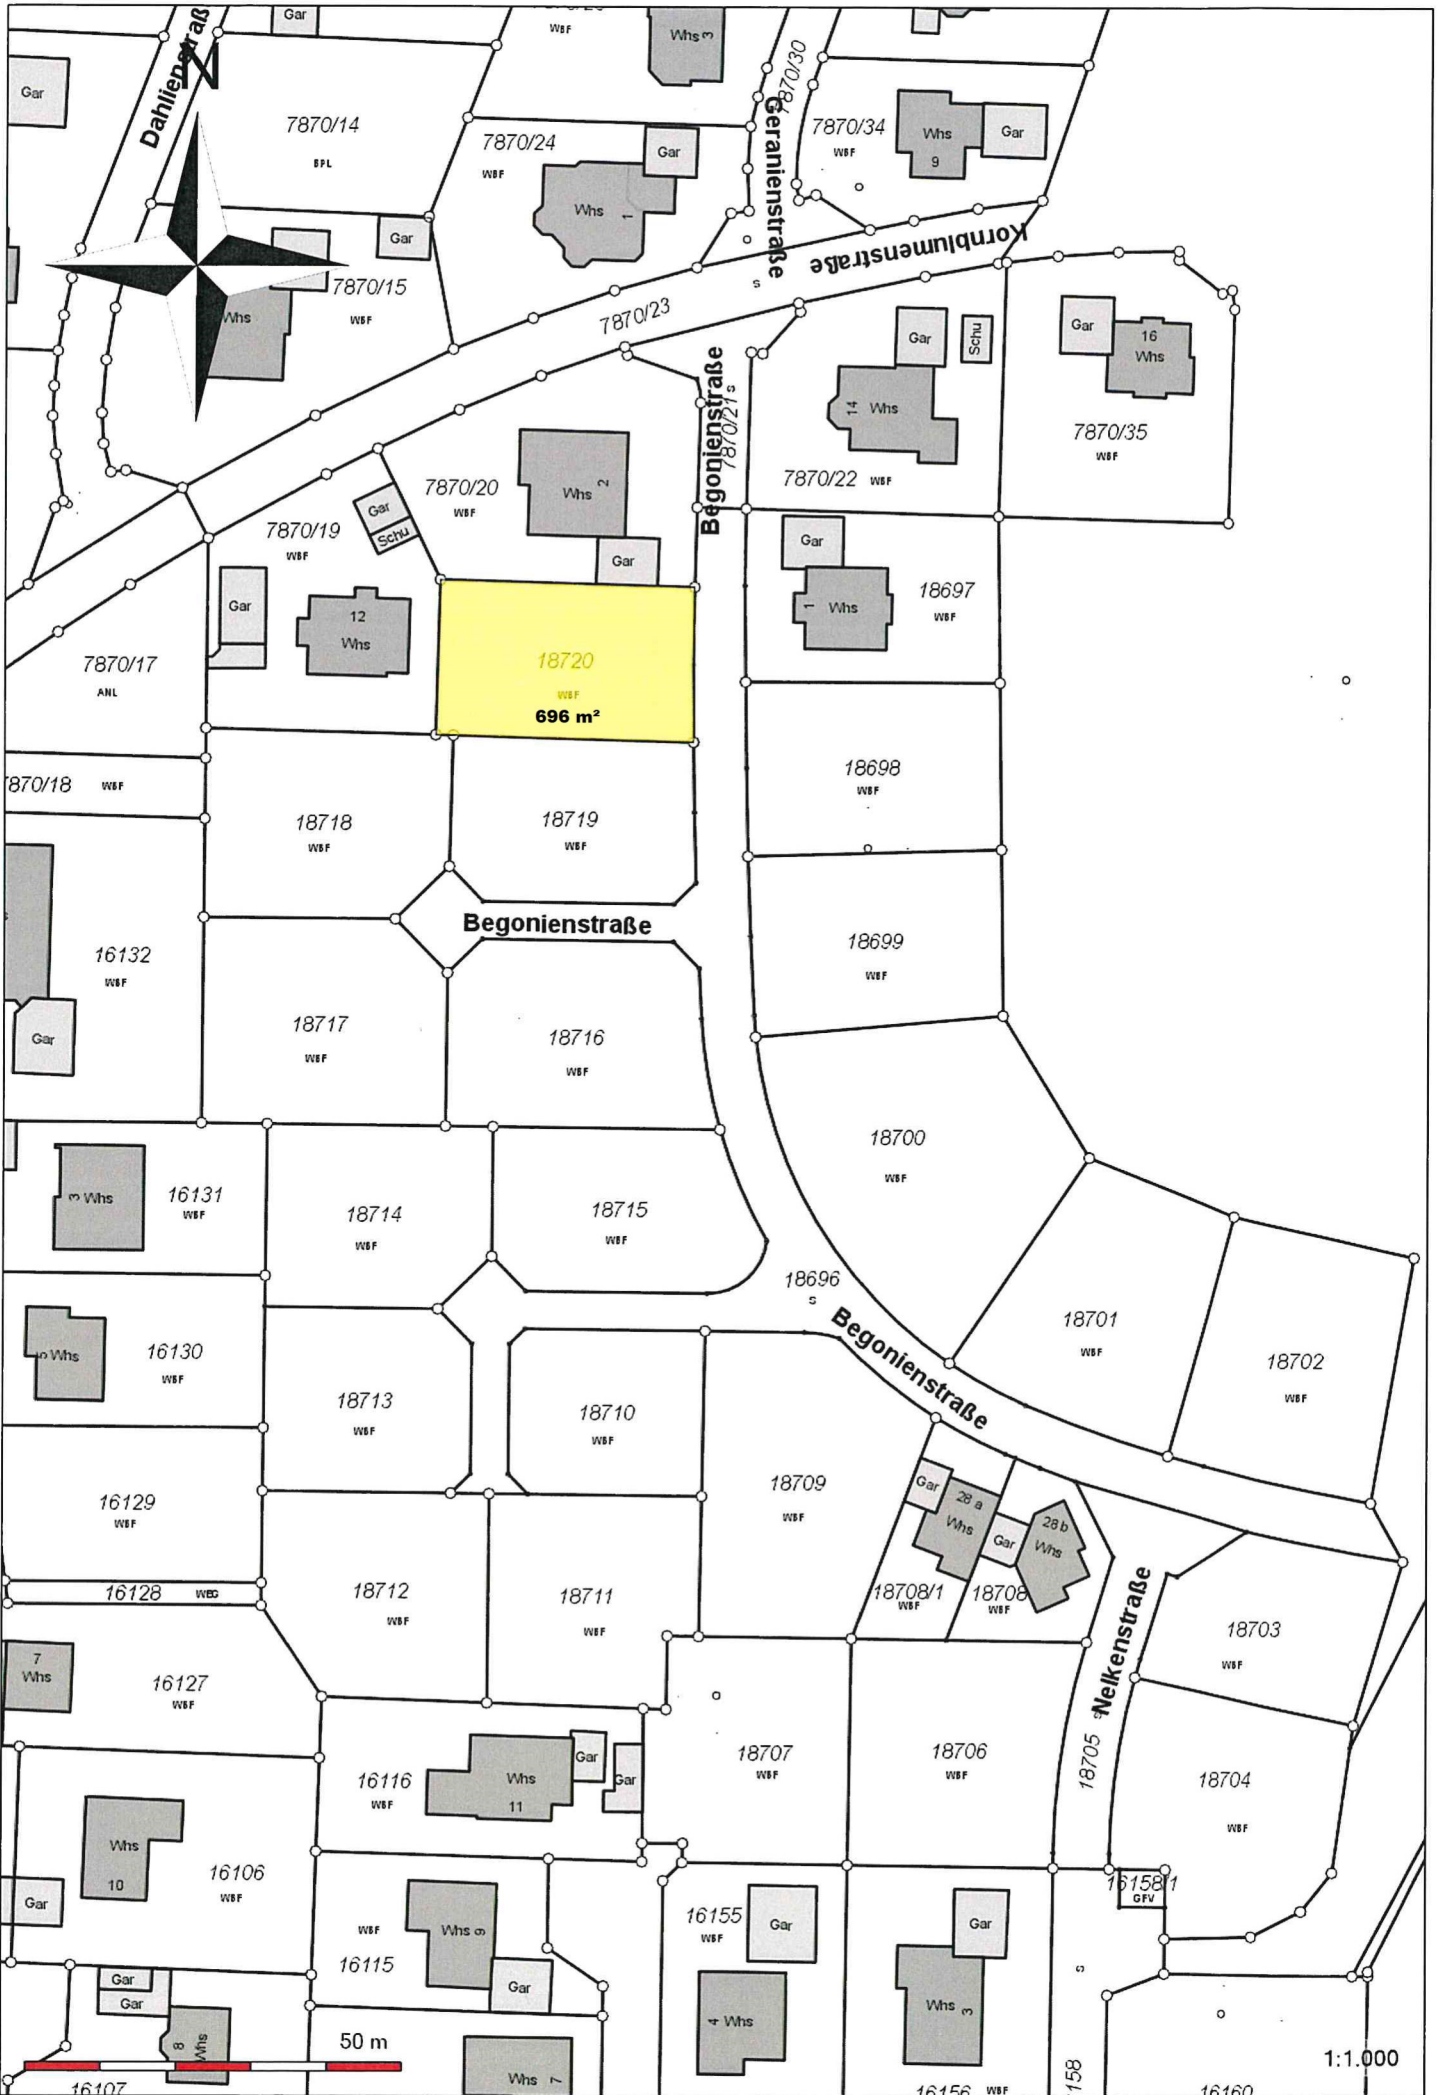 Gar
WBF
Whs 3
Dahlienstraß
N
Gar
7870/14
BPL
7870/24
WBF
Gar
Whs 1
Geranienstraße
7870/30
7870/34
WBF
Whs
9
Gar
Kornblumenstraße
s
Gar
7870/15
WBF
Whs
7870/23
Gar
Schu
14 Whs
Gar
16
Whs
7870/35
WBF
Begonienstraße
7870/21
s
7870/22 WBF
7870/20
WBF
Whs 2
Gar
Gar
Schu
7870/19
WBF
Gar
12
Whs
Gar
1 Whs
18697
WBF
7870/17
ANL
18720
WBF
696 m²
870/18 WBF
18718
WBF
18719
WBF
18698
WBF
Begonienstraße
18699
WBF
16132
WBF
Gar
18717
WBF
18716
WBF
18700
WBF
3 Whs
16131
WBF
18714
WBF
18715
WBF
18696
s
Begonienstraße
18701
WBF
18702
WBF
5 Whs
16130
WBF
18713
WBF
18710
WBF
18709
WBF
16129
WBF
Gar
28 a
Whs
Gar
28 b
Whs
18708/1
WBF
18708
WBF
16128 WEG
18712
WBF
18711
WBF
Nelkenstraße
18703
WBF
7
Whs
16127
WBF
16116
WBF
Whs
11
Gar
Gar
18707
WBF
18706
WBF
18705 s
18704
WBF
Whs
10
16106
WBF
Gar
WBF
16115
Whs 9
Gar
16155
WBF
Gar
Gar
16158/1
GFV
4 Whs
Whs 3
s
Gar
Gar
8 Whs
50 m
Whs 7
1:1.000
16107
16156 WBF
158
16160